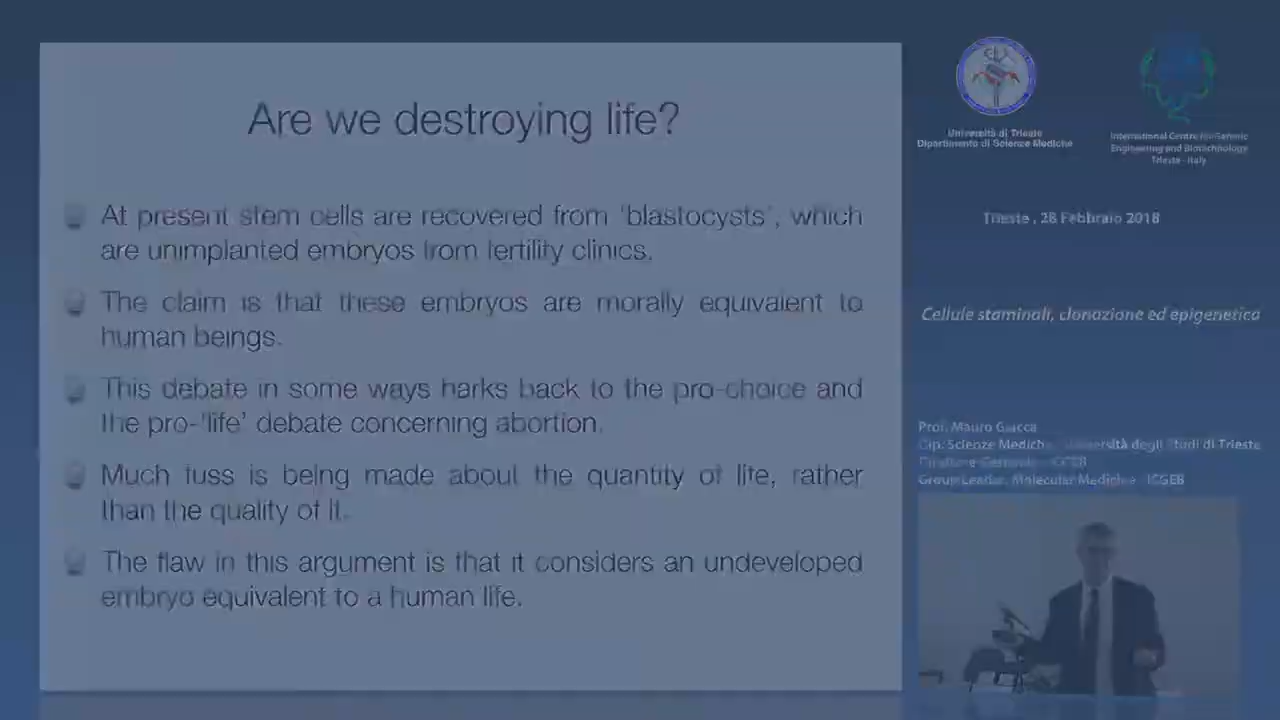 Are we destroying life?
At present stem cells are recovered from 'blastocysts', which
are unimplanted embryos from fertility clinics.
The claim is that these embryos are morally equivalent to
human beings.
This debate in some ways harks back to the pro-choice and
the pro-'life' debate concerning abortion.
Much fuss is being made about the quantity of life, rather
than the quality of it.
The flaw in this argument is that it considers an undeveloped
embryo equivalent to a human life.
Università di Trieste
Dipartimento di Scienze Mediche
International Centre for Genetic
Engineering and Biotechnology
Trieste - Italy
Trieste , 28 Febbraio 2018
Cellule staminali, clonazione ed epigenetica
Prof. Mauro Giacca
Dip. Scienze Mediche - Università degli Studi di Trieste
Direttore Generale - ICGEB
Group Leader, Molecular Medicine - ICGEB